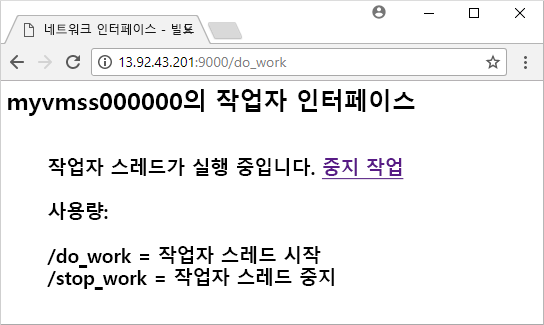 네트워크 인터페이스 - 빌드
13.92.43.201:9000/do_work
myvmss000000의 작업자 인터페이스
작업자 스레드가 실행 중입니다. 중지 작업
사용량:
/do_work = 작업자 스레드 시작
/stop_work = 작업자 스레드 중지